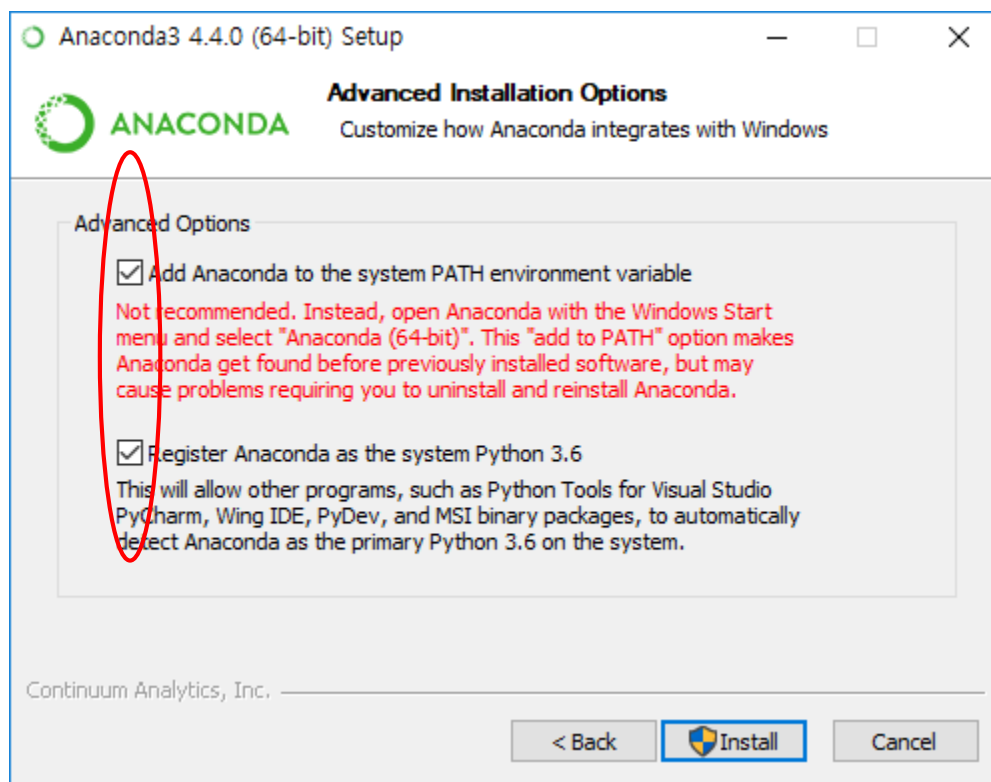 Anaconda3 4.4.0 (64-bit) Setup
ANACONDA
Advanced Installation Options
Customize how Anaconda integrates with Windows
Advanced Options
Add Anaconda to the system PATH environment variable
Not recommended. Instead, open Anaconda with the Windows Start
menu and select "Anaconda (64-bit)". This "add to PATH" option makes
Anaconda get found before previously installed software, but may
cause problems requiring you to uninstall and reinstall Anaconda.
Register Anaconda as the system Python 3.6
This will allow other programs, such as Python Tools for Visual Studio
PyCharm, Wing IDE, PyDev, and MSI binary packages, to automatically
detect Anaconda as the primary Python 3.6 on the system.
Continuum Analytics, Inc.
< Back
Install
Cancel